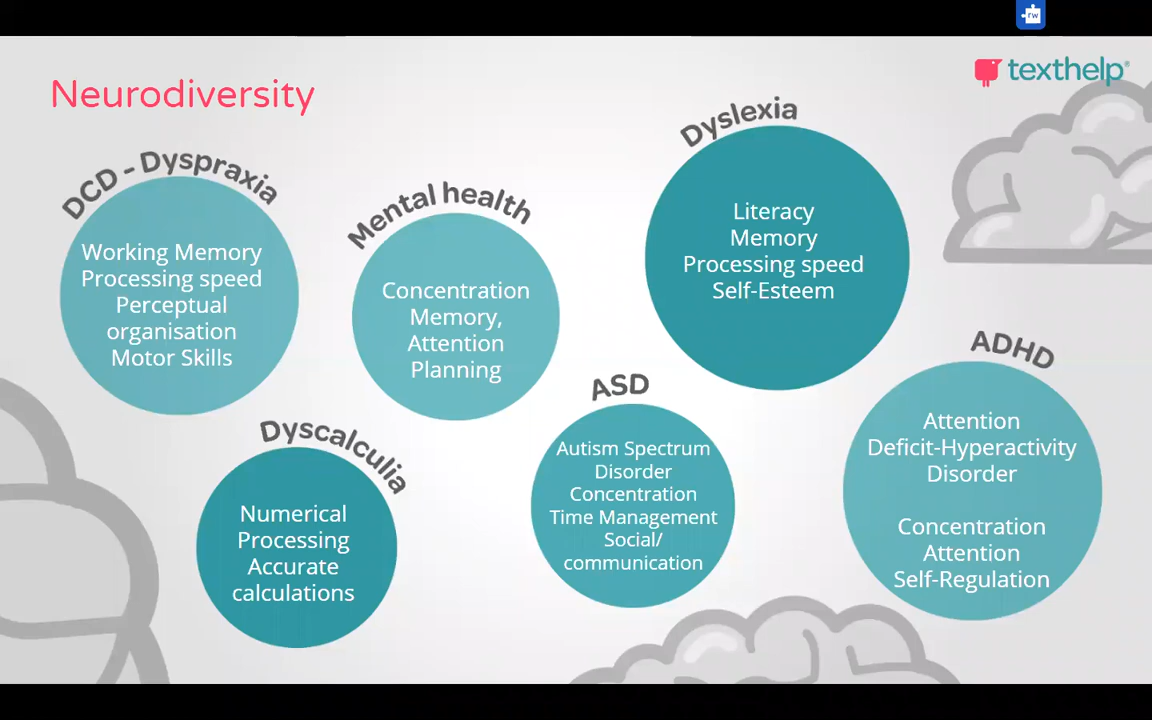 rw
Neurodiversity
texthelp®
DCD - Dyspraxia
Working Memory
Processing speed
Perceptual
organisation
Motor Skills
Mental health
Concentration
Memory,
Attention
Planning
Dyslexia
Literacy
Memory
Processing speed
Self-Esteem
Dyscalculia
Numerical
Processing
Accurate
calculations
ASD
Autism Spectrum
Disorder
Concentration
Time Management
Social/
communication
ADHD
Attention
Deficit-Hyperactivity
Disorder
Concentration
Attention
Self-Regulation